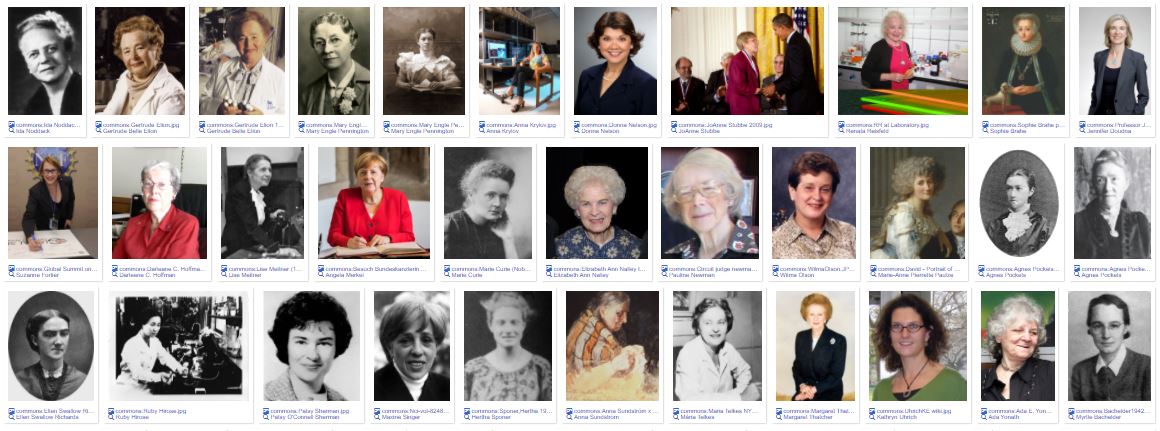 commons:Ida Noddac...
Ida Noddack
commons:Gertrude Elion.jpg
Gertrude Belle Elion
commons:Gertrude Elion 1...
Gertrude Belle Elion
commons:Mary Engl...
Mary Engle Pennington
commons:Mary Engle Pe...
Mary Engle Pennington
commons:Anna Krylov.jpg
Anna Krylov
commons:Donna Nelson.jpg
Donna Nelson
commons:JoAnne Stubbe 2009.jpg
JoAnne Stubbe
commons:RR at Laboratory.jpg
Renata Reisfeld
commons:Sophie Brahe p...
Sophia Brahe
commons:Professor J...
Jennifer Doudna
commons:Global Summit on...
Suzanne Fortier
commons:Darleane C. Hoffma...
Darleane C. Hoffman
commons:Lise Meitner (1...
Lise Meitner
commons:Besuch Bundeskanzlerin ...
Angela Merkel
commons:Marie Curie (Nob...
Marie Curie
commons:Elizabeth Ann Nalley I...
Elizabeth Ann Nalley
commons:Circuit judge newma...
Pauline Newman
commons:WilmaOlson.JP...
Wilma Olson
commons:David - Portrait of ...
Marie-Anne Pierrette Paulze
commons:Agnes Pockels...
Agnes Pockels
commons:Agnes Pocke...
Agnes Pockels
commons:Ellen Swallow Ri...
Ellen Swallow Richards
commons:Ruby Hirose.jpg
Ruby Hirose
commons:Patsy Sherman.jpg
Patsy O'Connell Sherman
commons:Nci-vol-8248...
Maxine Singer
commons:Sponer,Hertha 19...
Hertha Sponer
commons:Anna Sundström x ...
Anna Sundström
commons:Maria Telkes NY...
Mária Telkes
commons:Margaret That...
Margaret Thatcher
commons:UhrichKE wiki.jpg
Kathryn Uhrich
commons:Ada E. Yon...
Ada Yonath
commons:Bachelder1942...
Myrtle Bachelder